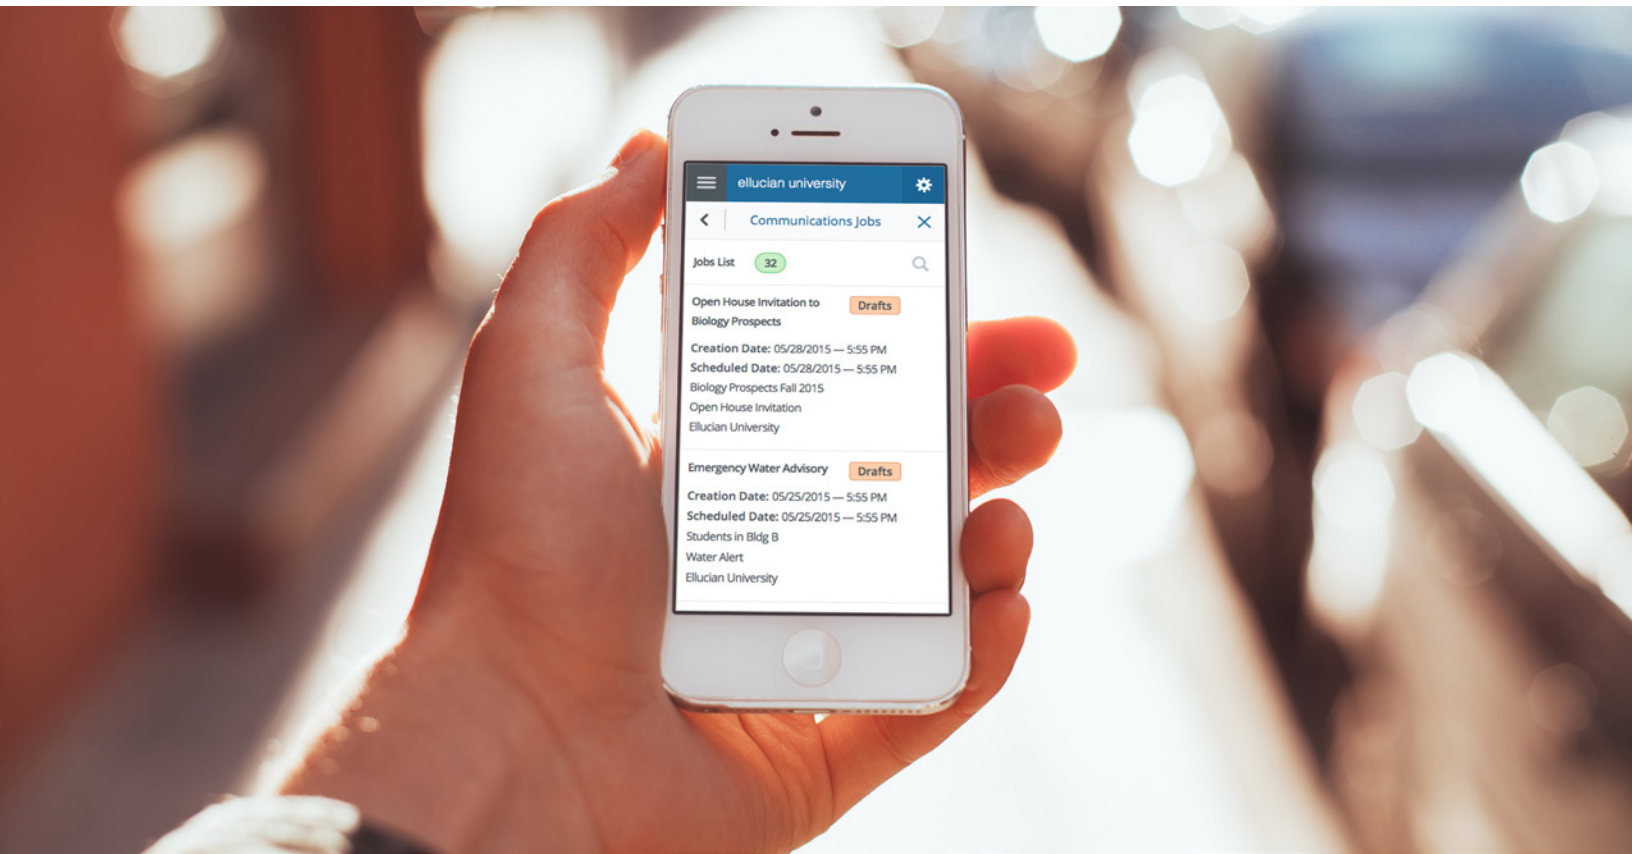 ellucian university
Communications Jobs
Jobs List 32
Open House Invitation to Drafts
Biology Prospects
Creation Date: 05/28/2015 — 5:55 PM
Scheduled Date: 05/28/2015 — 5:55 PM
Biology Prospects Fall 2015
Open House Invitation
Ellucian University
Emergency Water Advisory Drafts
Creation Date: 05/25/2015 — 5:55 PM
Scheduled Date: 05/25/2015 — 5:55 PM
Students in Bldg B
Water Alert
Ellucian University